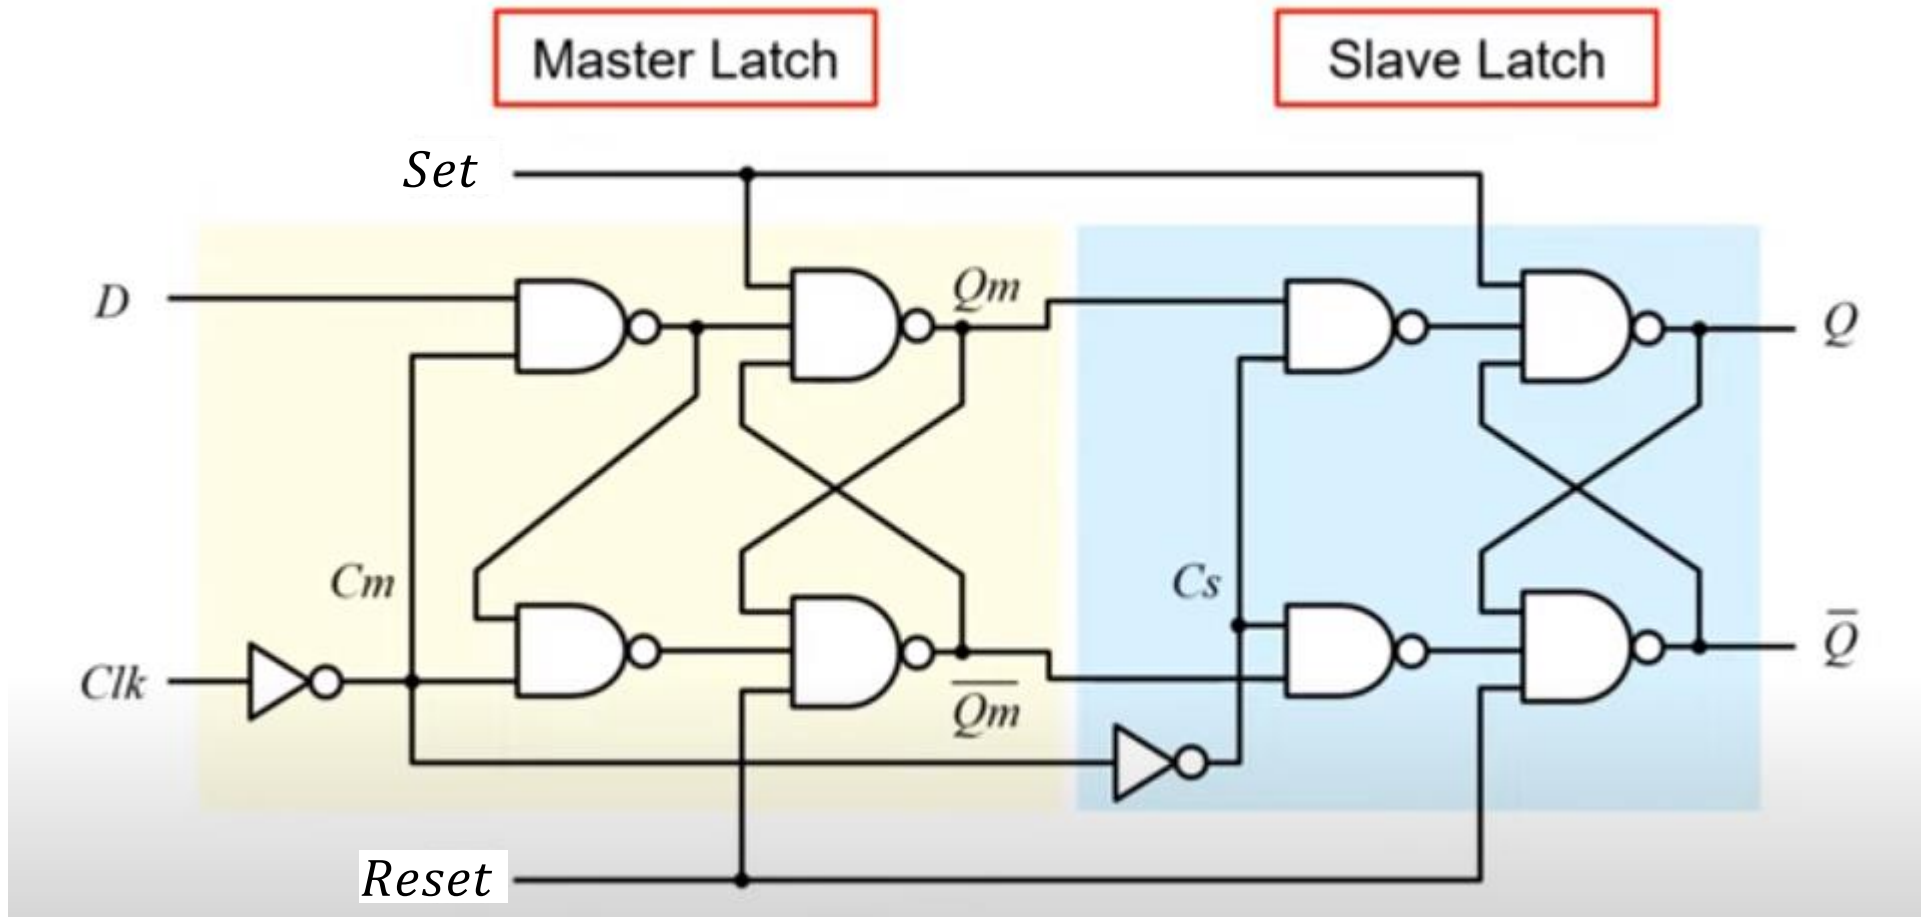 Master Latch
Slave Latch
Set
D
Qm
Q
Cm
Cs
Clk
Q̅
Q̅m̅
Reset